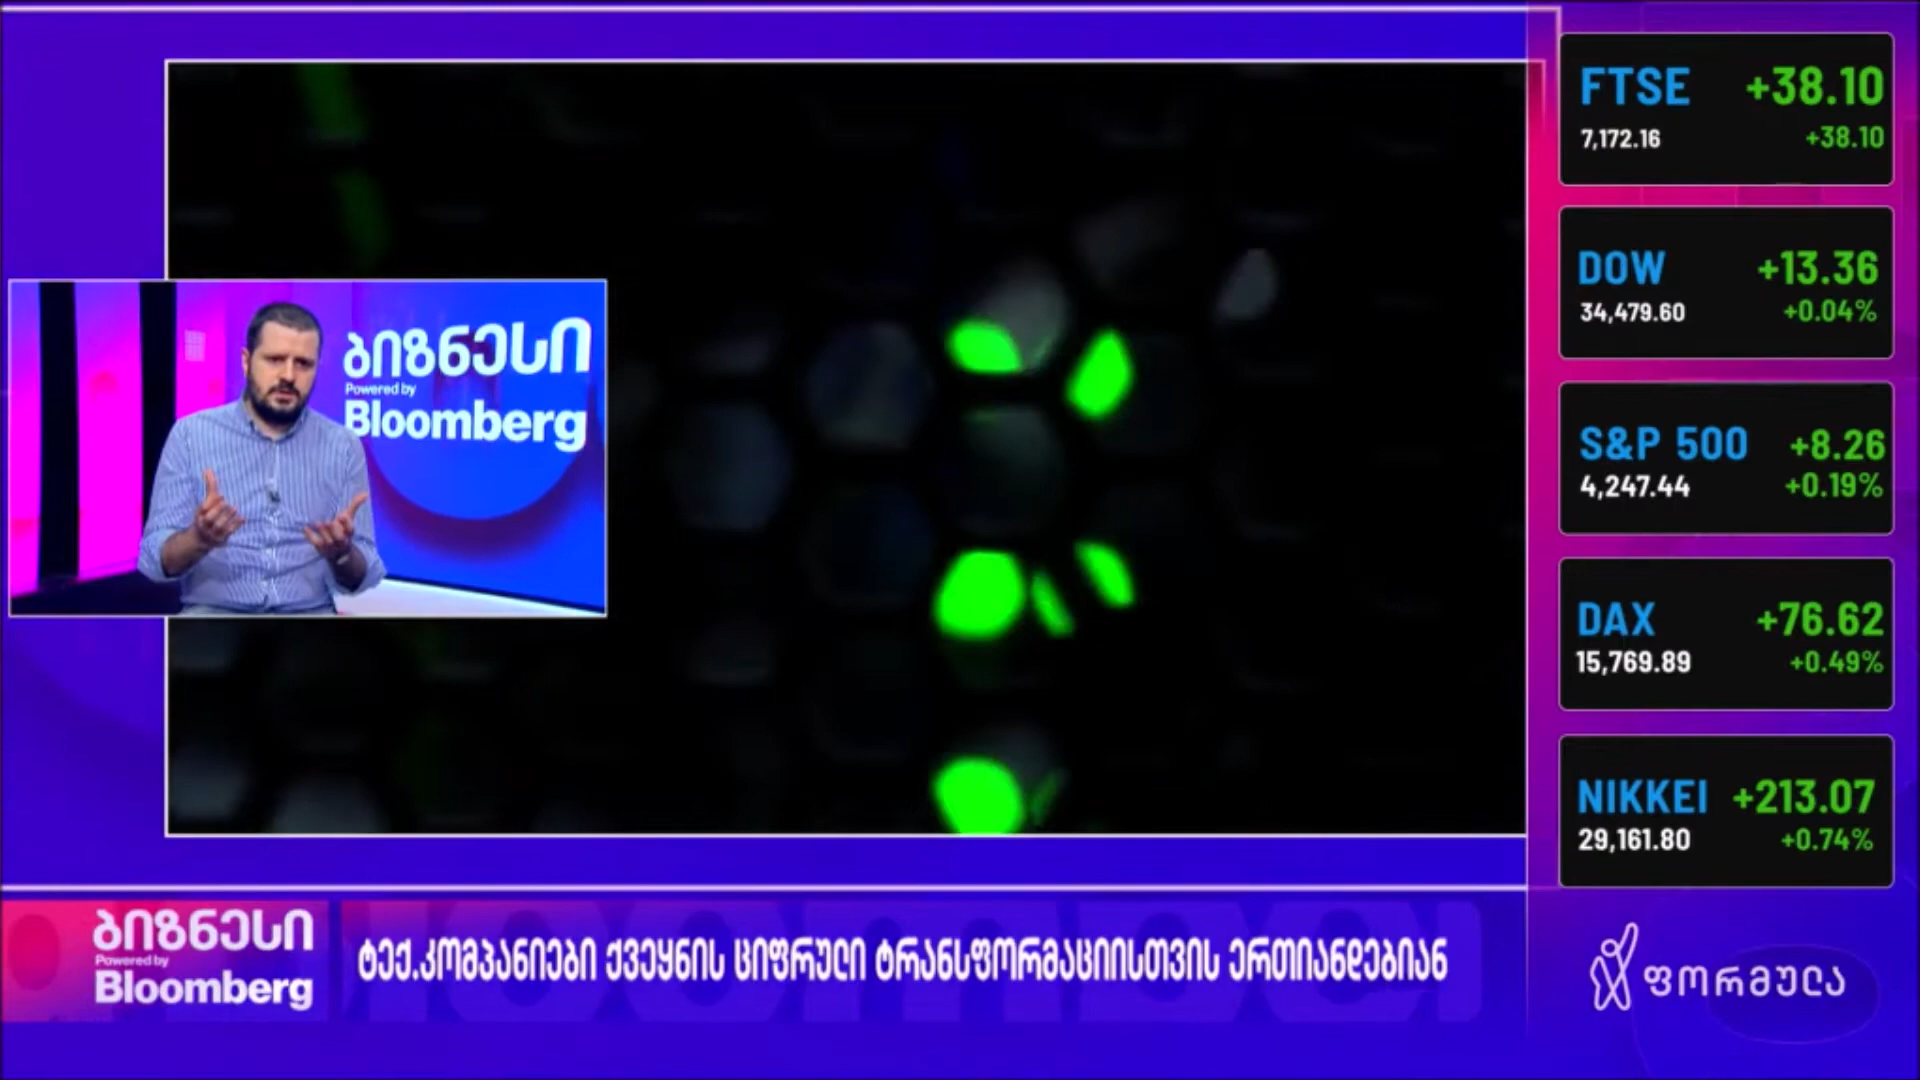 FTSE +38.10
7,172.16 +38.10
DOW +13.36
34,479.60 +0.04%
S&P 500 +8.26
4,247.44 +0.19%
DAX +76.62
15,769.89 +0.49%
NIKKEI +213.07
29,161.80 +0.74%
ბიზნესი
Powered by
Bloomberg
ბიზნესი
Powered by
Bloomberg
ტექ.კომპანიები ქვეყნის ციფრული ტრანსფორმაციისთვის ერთიანდებიან
ფორმულა